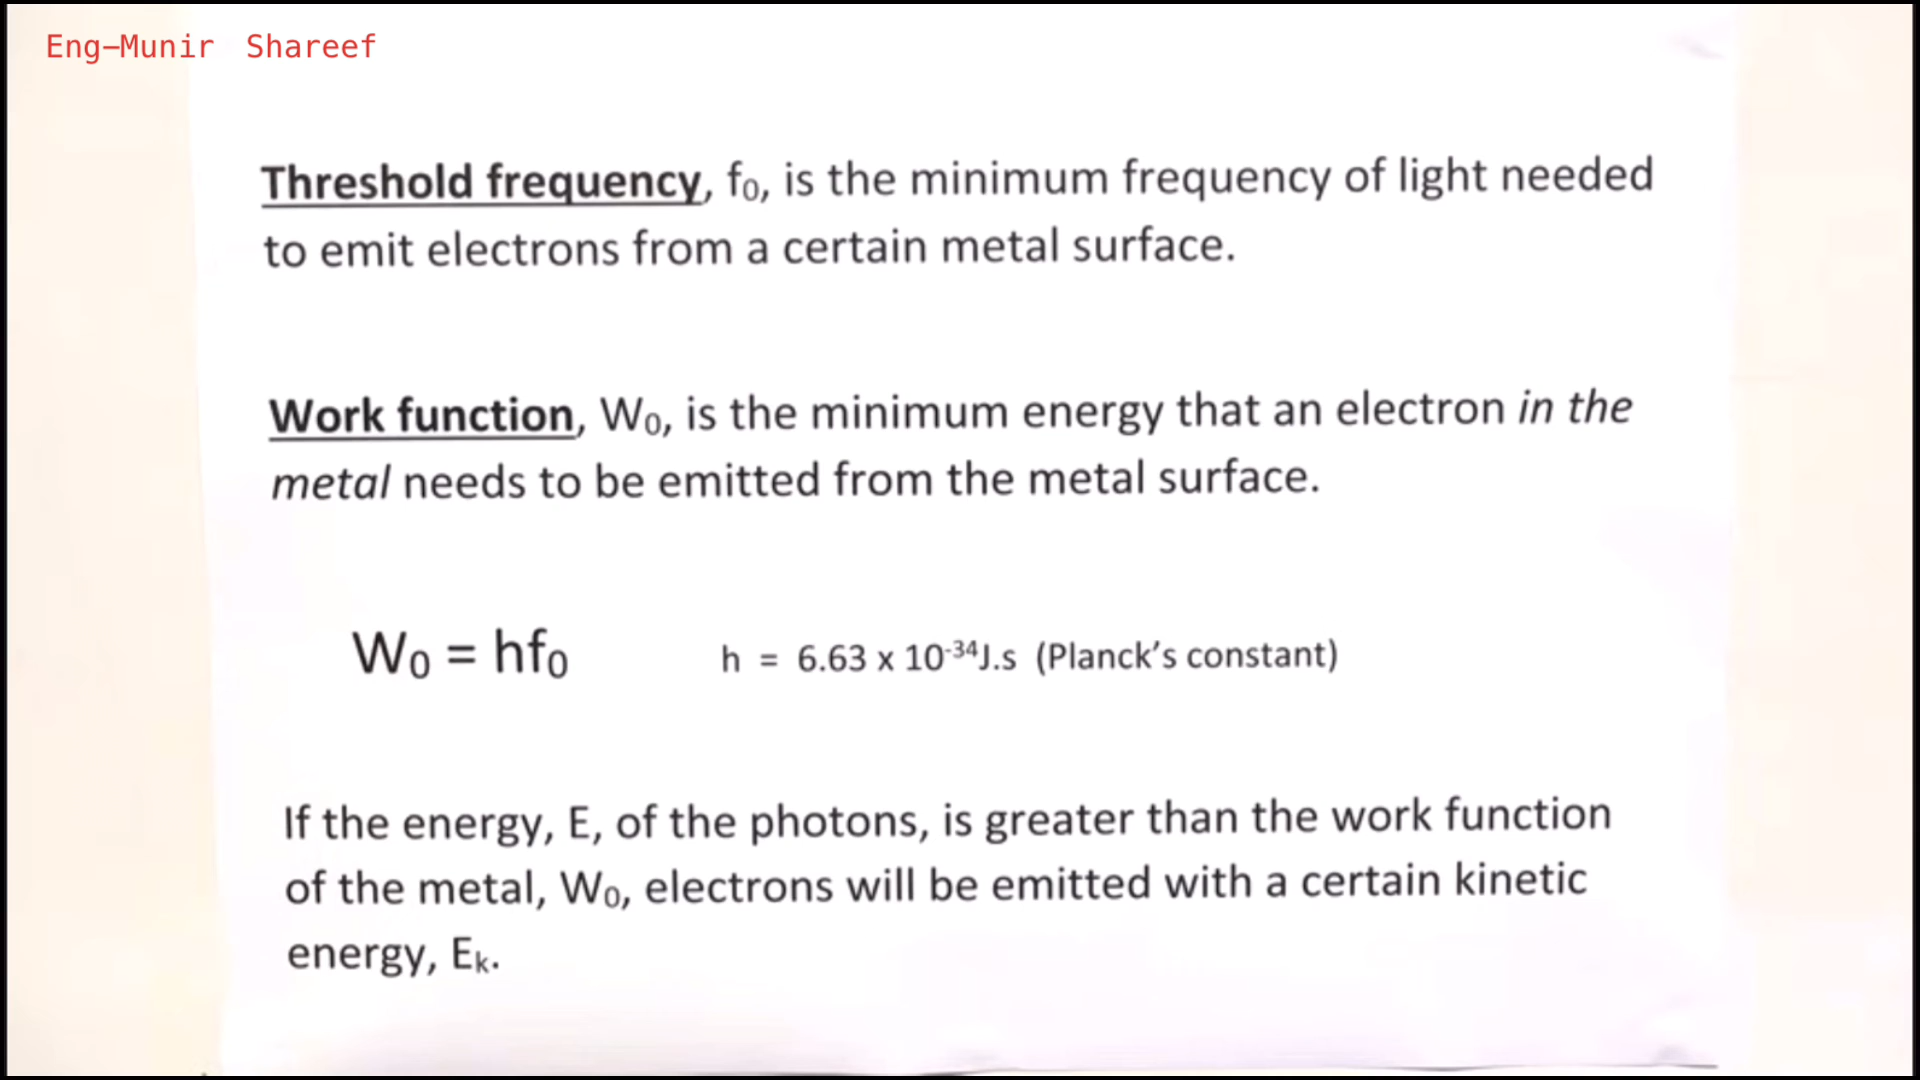 Eng-Munir Shareef
Threshold frequency, f₀, is the minimum frequency of light needed
to emit electrons from a certain metal surface.
Work function, W₀, is the minimum energy that an electron in the
metal needs to be emitted from the metal surface.
W₀ = hf₀ h = 6.63 x 10⁻³⁴J.s (Planck’s constant)
If the energy, E, of the photons, is greater than the work function
of the metal, W₀, electrons will be emitted with a certain kinetic
energy, Eₖ.